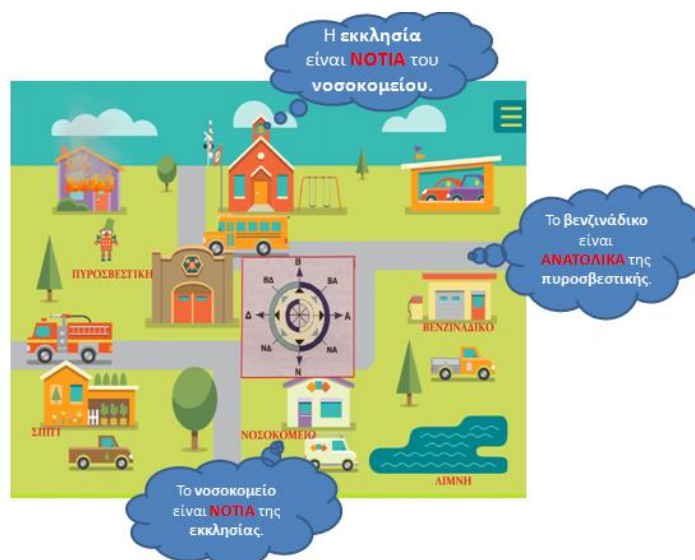 Η εκκλησία
είναι ΝΟΤΙΑ του
νοσοκομείου.
Το βενζινάδικο
είναι
ΑΝΑΤΟΛΙΚΑ της
πυροσβεστικής.
ΠΥΡΟΣΒΕΣΤΙΚΗ
Β
ΒΔ
ΒΑ
Δ
Α
ΝΔ
ΝΑ
Ν
ΒΕΝΖΙΝΑΔΙΚΟ
ΣΠΙΤΙ
ΝΟΣΟΚΟΜΕΙΟ
ΛΙΜΝΗ
Το νοσοκομείο
είναι ΝΟΤΙΑ της
εκκλησίας.